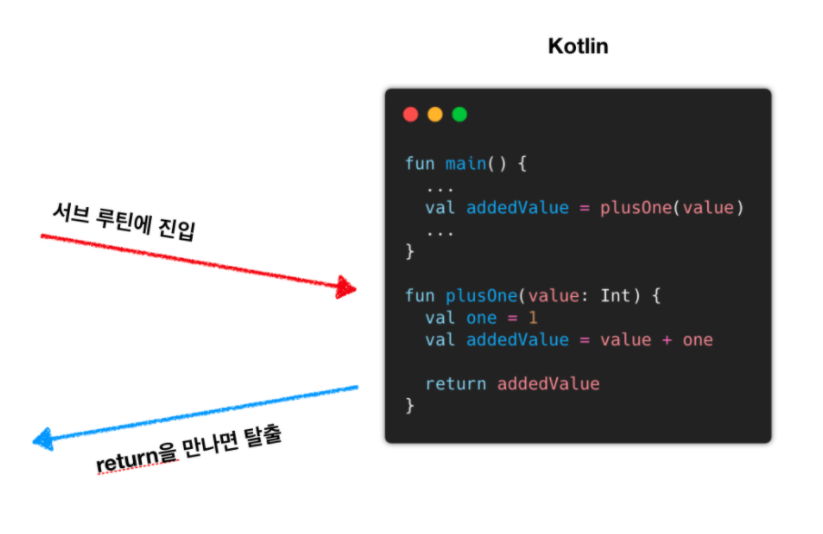 Kotlin
서브 루틴에 진입
return을 만나면 탈출
fun main() {
  ...
  val addedValue = plusOne(value)
  ...
}

fun plusOne(value: Int) {
  val one = 1
  val addedValue = value + one

  return addedValue
}